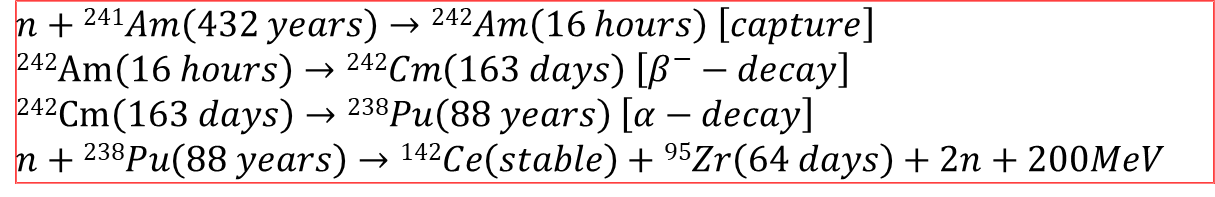 n + ²⁴¹Am(432 years) → ²⁴²Am(16 hours) [capture]
²⁴²Am(16 hours) → ²⁴²Cm(163 days) [β⁻ − decay]
²⁴²Cm(163 days) → ²³⁸Pu(88 years) [α − decay]
n + ²³⁸Pu(88 years) → ¹⁴²Ce(stable) + ⁹⁵Zr(64 days) + 2n + 200MeV